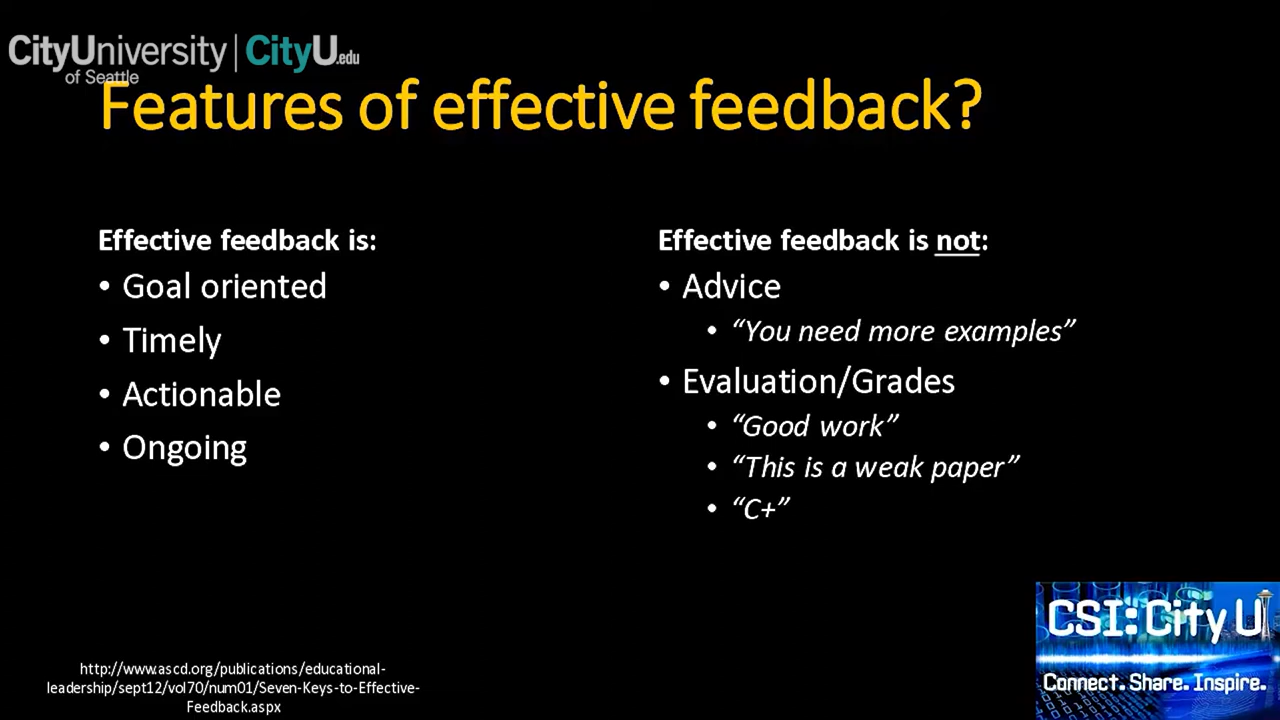 CityUniversity | CityU.edu
of Seattle
Features of effective feedback?
Effective feedback is:
• Goal oriented
• Timely
• Actionable
• Ongoing
Effective feedback is not:
• Advice
• “You need more examples”
• Evaluation/Grades
• “Good work”
• “This is a weak paper”
• “C+”
http://www.ascd.org/publications/educational-
leadership/sept12/vol70/num01/Seven-Keys-to-Effective-
Feedback.aspx
CSI: City U
Connect. Share. Inspire.